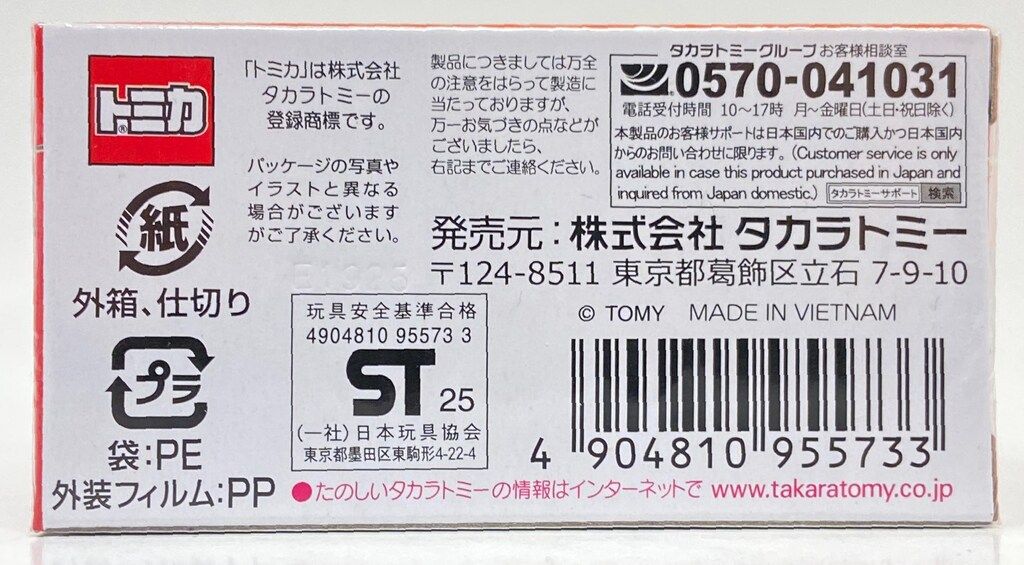 トミカ®
「トミカ」は株式会社
タカラトミーの
登録商標です。
パッケージの写真や
イラストと異なる
場合がございます
がご了承ください。
製品につきましては万全
の注意をはらって製造に
当たっておりますが、
万一お気づきの点などが
ございましたら、
右記までご連絡ください。
タカラトミーグループ お客様相談室
0570-041031
電話受付時間 10〜17時 月〜金曜日(土日・祝日除く)
本製品のお客様サポートは日本国内でのご購入かつ日本国内
からのお問い合わせに限ります。(Customer service is only
available in case this product purchased in Japan and
inquired from Japan domestic.) タカラトミーサポート 検索
発売元:株式会社 タカラトミー
〒124-8511 東京都葛飾区立石 7-9-10
© TOMY MADE IN VIETNAM
紙
外箱、仕切り
プラ
袋:PE
外装フィルム:PP
玩具安全基準合格
4904810 95573 3
ST 25
(一社)日本玩具協会
東京都墨田区東駒形4-22-4
4 904810 955733
●たのしいタカラトミーの情報はインターネットで www.takaratomy.co.jp